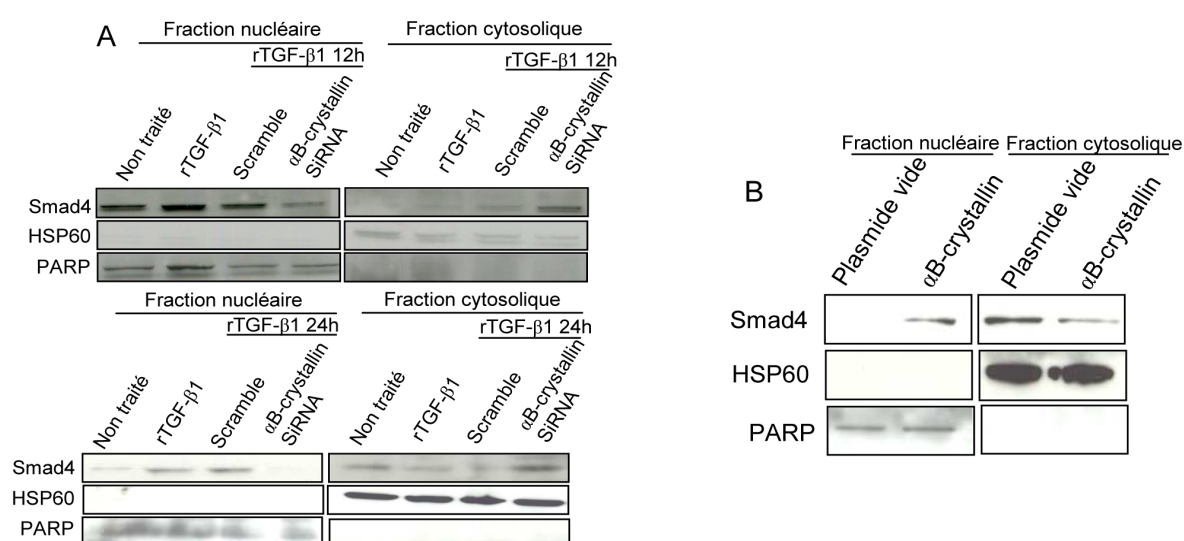 A
Fraction nucléaire
Fraction cytosolique
rTGF-β1 12h
rTGF-β1 12h
Non traité
rTGF-β1
Scramble
αB-crystallin
SiRNA
Non traité
rTGF-β1
Scramble
αB-crystallin
SiRNA
Smad4
HSP60
PARP
Fraction nucléaire
Fraction cytosolique
rTGF-β1 24h
rTGF-β1 24h
Non traité
rTGF-β1
Scramble
αB-crystallin
SiRNA
Non traité
rTGF-β1
Scramble
αB-crystallin
SiRNA
Smad4
HSP60
PARP
B
Fraction nucléaire
Fraction cytosolique
Plasmide vide
αB-crystallin
Plasmide vide
αB-crystallin
Smad4
HSP60
PARP